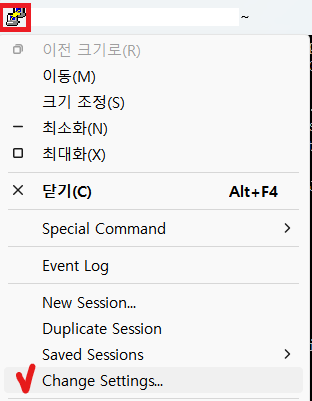 ~
이전 크기로(R)
이동(M)
크기 조정(S)
최소화(N)
최대화(X)
닫기(C) Alt+F4
Special Command
Event Log
New Session...
Duplicate Session
Saved Sessions
Change Settings...